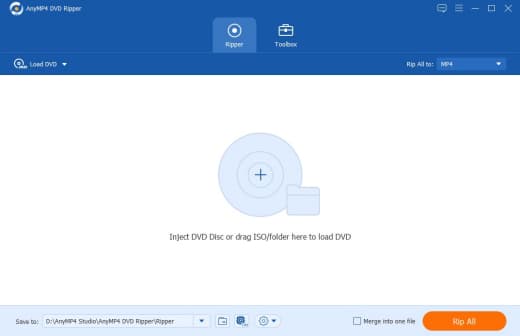 AnyMP4 DVD Ripper
Ripper
Toolbox
Load DVD
Rip All to:
MP4
Inject DVD Disc or drag ISO/folder here to load DVD
Save to:
D:\AnyMP4 Studio\AnyMP4 DVD Ripper\Ripper
Merge into one file
Rip All